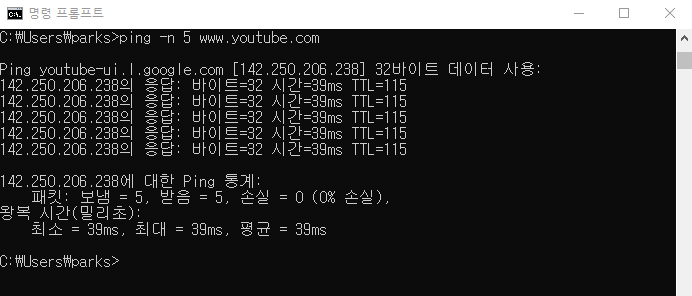 명령 프롬프트
C:₩Users₩parks>ping -n 5 www.youtube.com
Ping youtube-ui.l.google.com [142.250.206.238] 32바이트 데이터 사용:
142.250.206.238의 응답: 바이트=32 시간=39ms TTL=115
142.250.206.238의 응답: 바이트=32 시간=39ms TTL=115
142.250.206.238의 응답: 바이트=32 시간=39ms TTL=115
142.250.206.238의 응답: 바이트=32 시간=39ms TTL=115
142.250.206.238의 응답: 바이트=32 시간=39ms TTL=115
142.250.206.238에 대한 Ping 통계:
패킷: 보냄 = 5, 받음 = 5, 손실 = 0 (0% 손실),
왕복 시간(밀리초):
최소 = 39ms, 최대 = 39ms, 평균 = 39ms
C:₩Users₩parks>